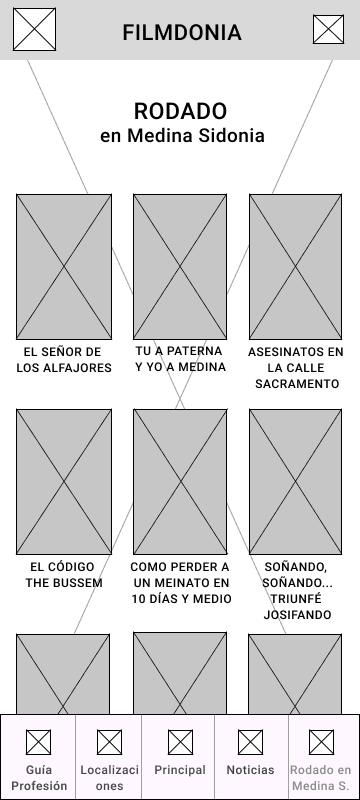 FILMDONIA
RODADO
en Medina Sidonia
EL SEÑOR DE
LOS ALFAJORES
TU A PATERNA
Y YO A MEDINA
ASESINATOS EN
LA CALLE
SACRAMENTO
EL CÓDIGO
THE BUSSEM
COMO PERDER A
UN MEINATO EN
10 DÍAS Y MEDIO
SOÑANDO,
SOÑANDO...
TRIUNFÉ
JOSIFANDO
Guía
Profesión
Localizaci
ones
Principal
Noticias
Rodado en
Medina S.